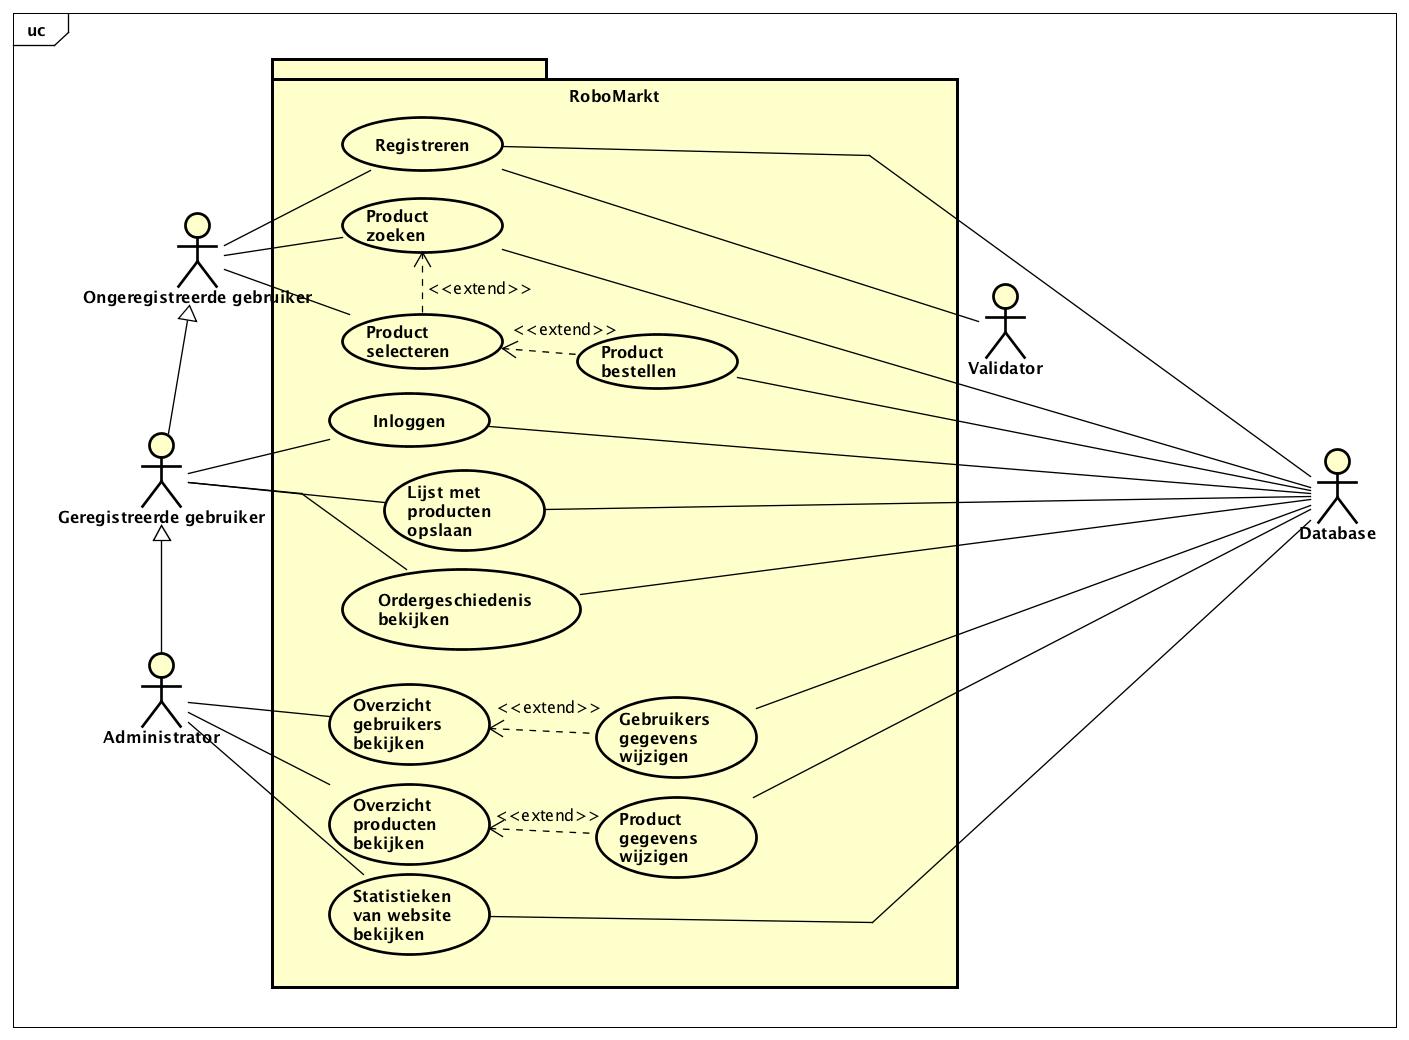 uc
RoboMarkt
Registreren
Product
zoeken
Ongeregistreerde gebruiker
<<extend>>
Product
selecteren
<<extend>>
Product
bestellen
Validator
Inloggen
Geregistreerde gebruiker
Lijst met
producten
opslaan
Database
Ordergeschiedenis
bekijken
Administrator
Overzicht
gebruikers
bekijken
<<extend>>
Gebruikers
gegevens
wijzigen
Overzicht
producten
bekijken
<<extend>>
Product
gegevens
wijzigen
Statistieken
van website
bekijken